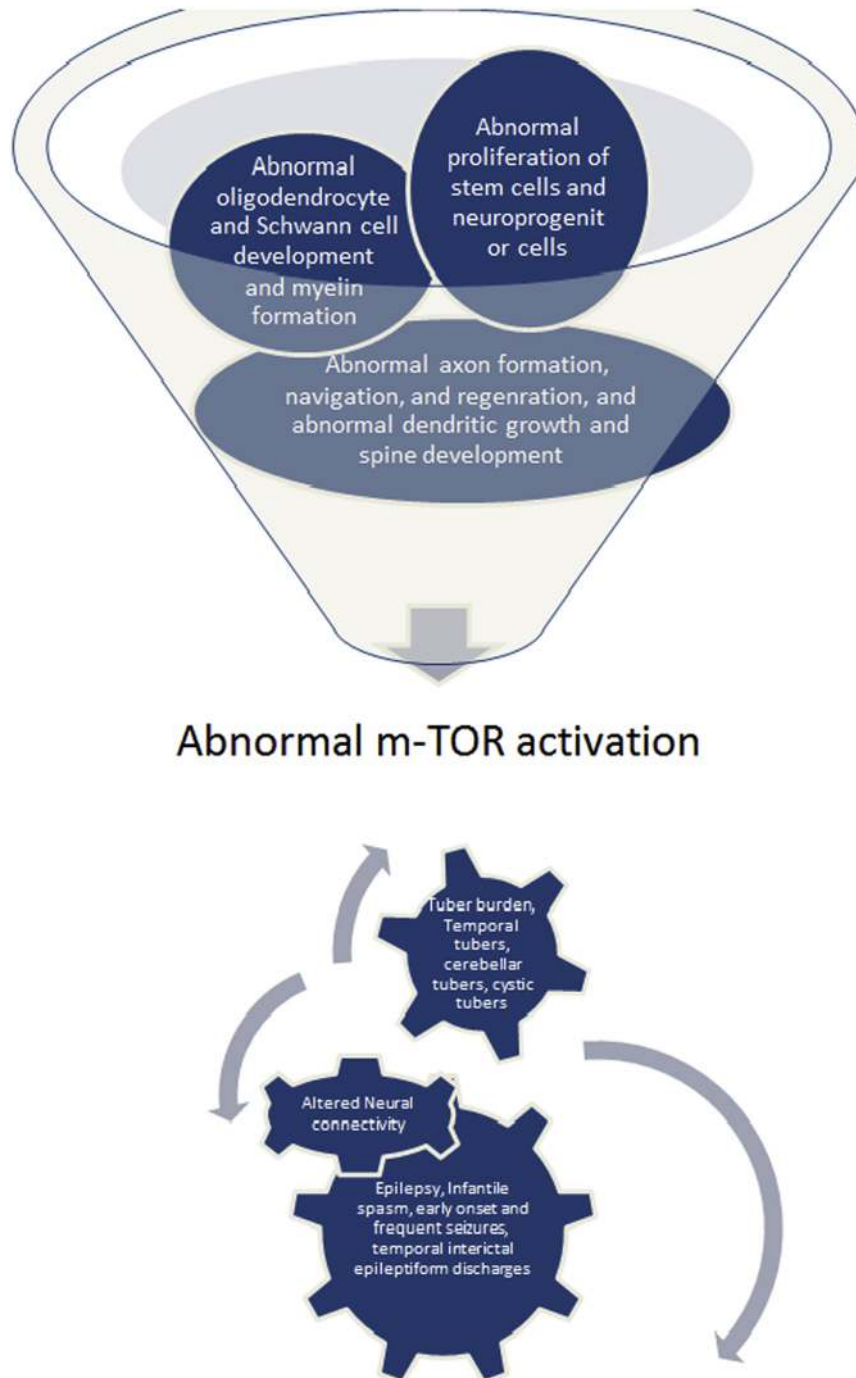 Abnormal
oligodendrocyte
and Schwann cell
development
and myelin
formation
Abnormal
proliferation of
stem cells and
neuroprogenit
or cells
Abnormal axon formation,
navigation, and regenration, and
abnormal dendritic growth and
spine development
Abnormal m-TOR activation
Tuber burden,
Temporal
tubers,
cerebellar
tubers, cystic
tubers
Altered Neural
connectivity
Epilepsy, Infantile
spasm, early onset and
frequent seizures,
temporal interictal
epileptiform discharges